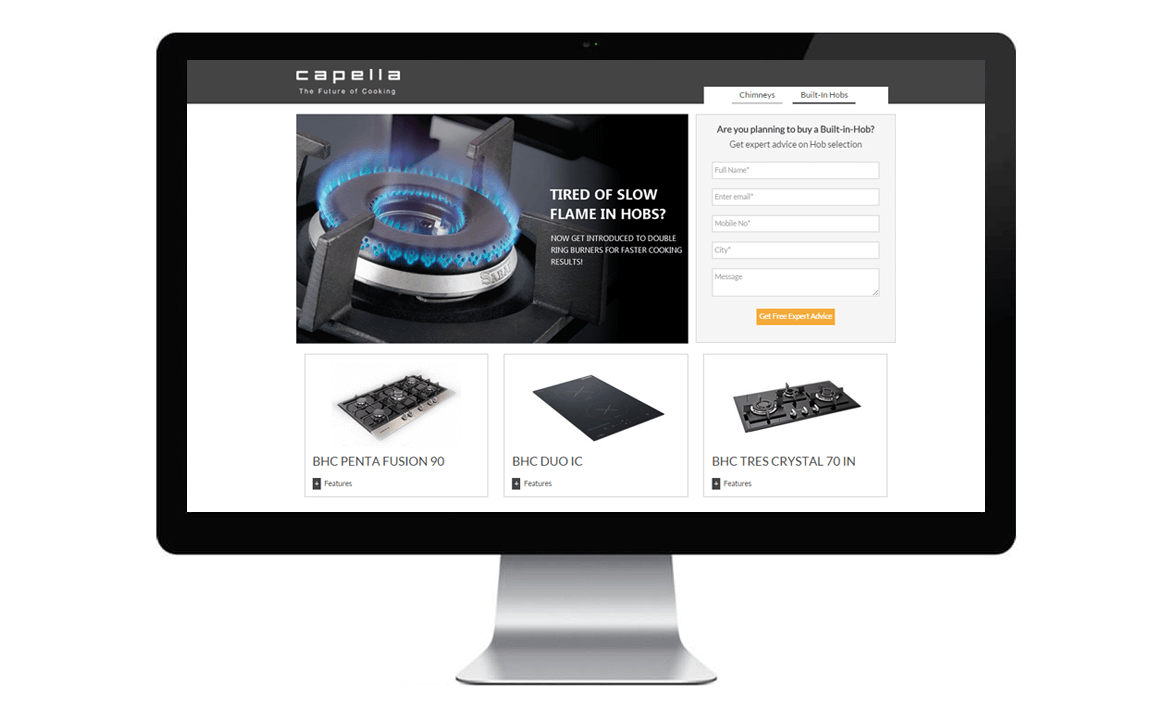 capella
The Future of Cooking
Chimneys
Built-In Hobs
TIRED OF SLOW
FLAME IN HOBS?
NOW GET INTRODUCED TO DOUBLE
RING BURNERS FOR FASTER COOKING
RESULTS!
Are you planning to buy a Built-in-Hob?
Get expert advice on Hob selection
Full Name*
Enter email*
Mobile No*
City*
Message
Get Free Expert Advice
BHC PENTA FUSION 90
+ Features
BHC DUO IC
+ Features
BHC TRES CRYSTAL 70 IN
+ Features